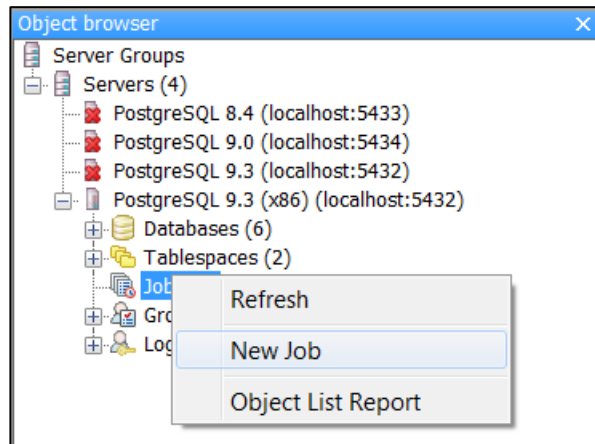 Object browser
Server Groups
Servers (4)
PostgreSQL 8.4 (localhost:5433)
PostgreSQL 9.0 (localhost:5434)
PostgreSQL 9.3 (localhost:5432)
PostgreSQL 9.3 (x86) (localhost:5432)
Databases (6)
Tablespaces (2)
Refresh
New Job
Object List Report